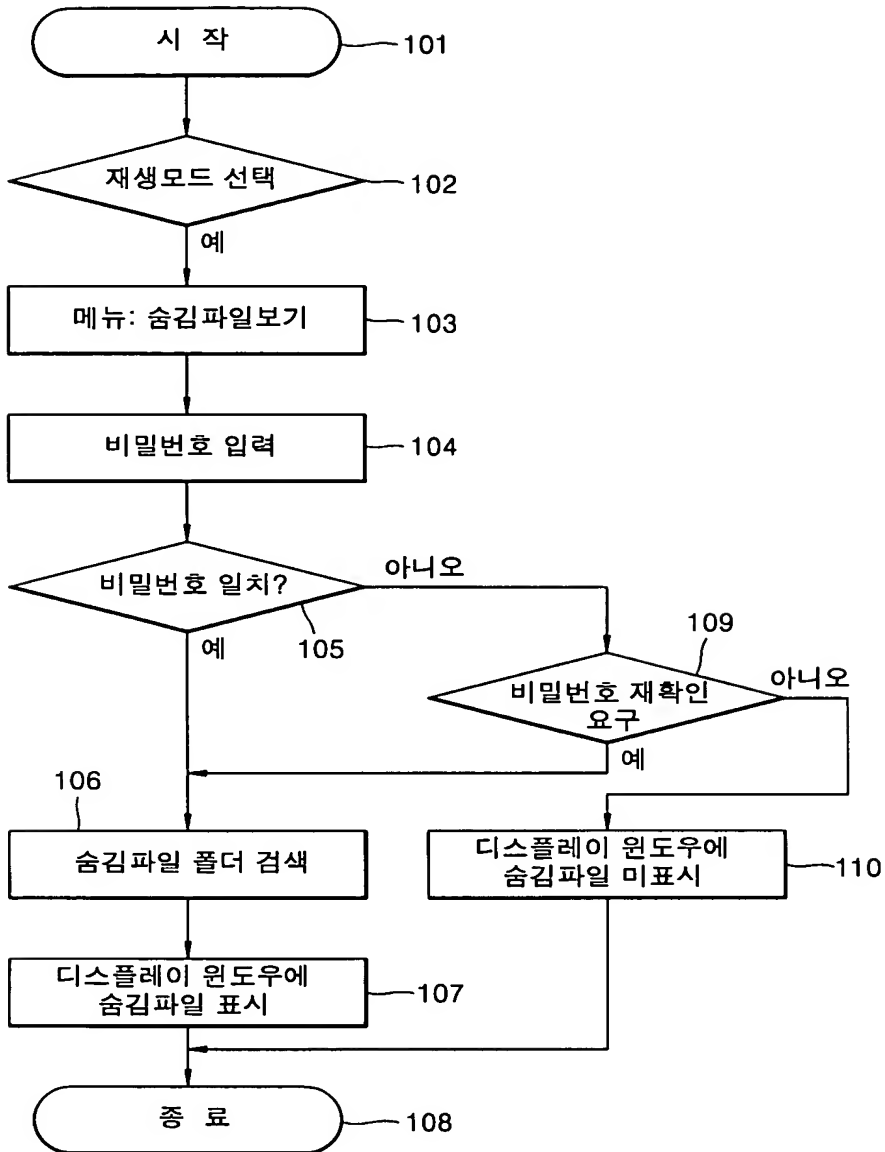 시 작
101
재생모드 선택
102
예
메뉴: 숨김파일보기
103
비밀번호 입력
104
비밀번호 일치?
아니오
105
예
109
비밀번호 재확인
요구
아니오
예
106
숨김파일 폴더 검색
디스플레이 윈도우에
숨김파일 미표시
110
디스플레이 윈도우에
숨김파일 표시
107
종 료
108